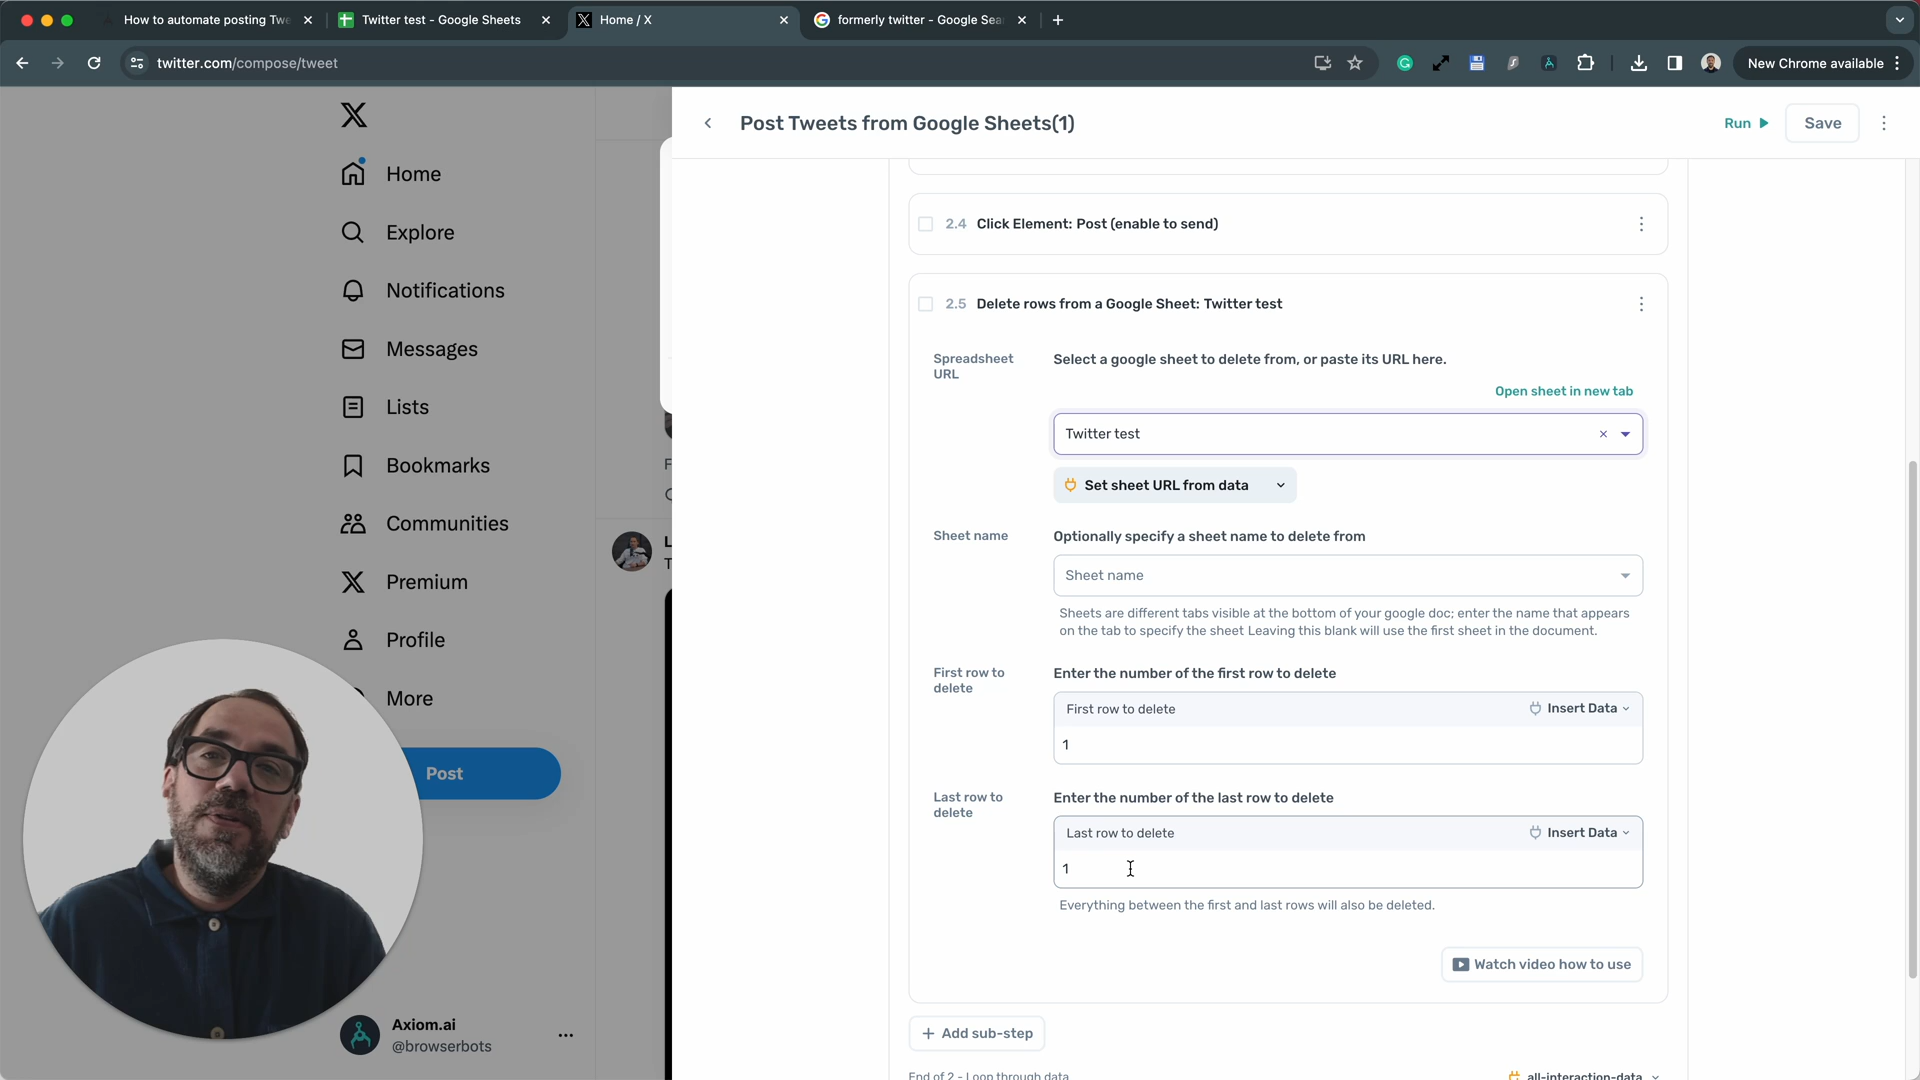 How to automate posting Twe
Twitter test - Google Sheets
Home / X
formerly twitter - Google Sea
twitter.com/compose/tweet
New Chrome available
Home
Explore
Notifications
Messages
Lists
Bookmarks
Communities
Premium
Profile
More
Post
Axiom.ai
@browserbots
Post Tweets from Google Sheets(1)
Run
Save
2.4 Click Element: Post (enable to send)
2.5 Delete rows from a Google Sheet: Twitter test
Spreadsheet
URL
Select a google sheet to delete from, or paste its URL here.
Open sheet in new tab
Twitter test
Set sheet URL from data
Sheet name
Optionally specify a sheet name to delete from
Sheet name
Sheets are different tabs visible at the bottom of your google doc; enter the name that appears
on the tab to specify the sheet Leaving this blank will use the first sheet in the document.
First row to
delete
Enter the number of the first row to delete
First row to delete
Insert Data
1
Last row to
delete
Enter the number of the last row to delete
Last row to delete
Insert Data
1
Everything between the first and last rows will also be deleted.
Watch video how to use
+ Add sub-step
End of 2 - Loop through data
all-interaction-data